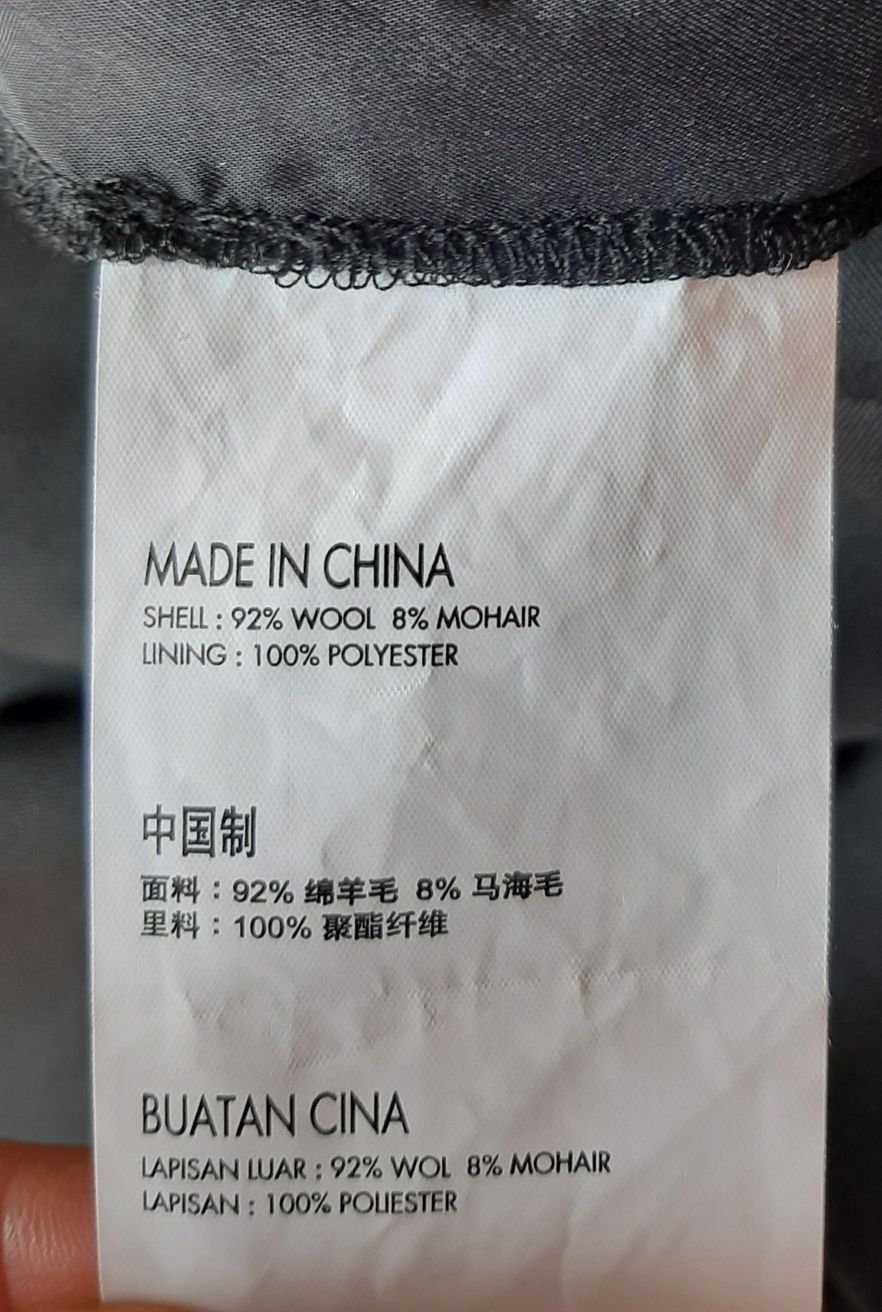 MADE IN CHINA
SHELL : 92% WOOL 8% MOHAIR
LINING : 100% POLYESTER
中国制
面料：92% 绵羊毛 8% 马海毛
里料：100% 聚酯纤维
BUATAN CINA
LAPISAN LUAR : 92% WOL 8% MOHAIR
LAPISAN : 100% POLIESTER